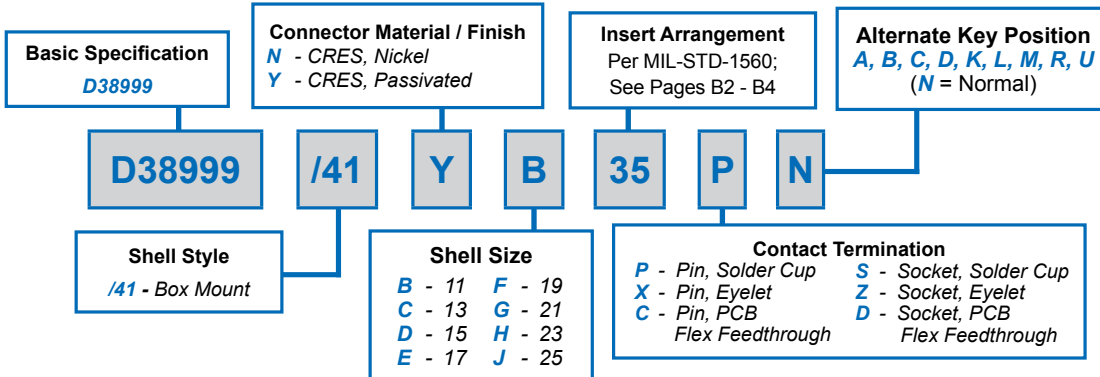 Basic Specification
D38999
Connector Material / Finish
N - CRES, Nickel
Y - CRES, Passivated
Insert Arrangement
Per MIL-STD-1560;
See Pages B2 - B4
Alternate Key Position
A, B, C, D, K, L, M, R, U
(N = Normal)
D38999 /41 Y B 35 P N
Shell Style
/41 - Box Mount
Shell Size
B - 11 F - 19
C - 13 G - 21
D - 15 H - 23
E - 17 J - 25
Contact Termination
P - Pin, Solder Cup S - Socket, Solder Cup
X - Pin, Eyelet Z - Socket, Eyelet
C - Pin, PCB D - Socket, PCB
Flex Feedthrough Flex Feedthrough